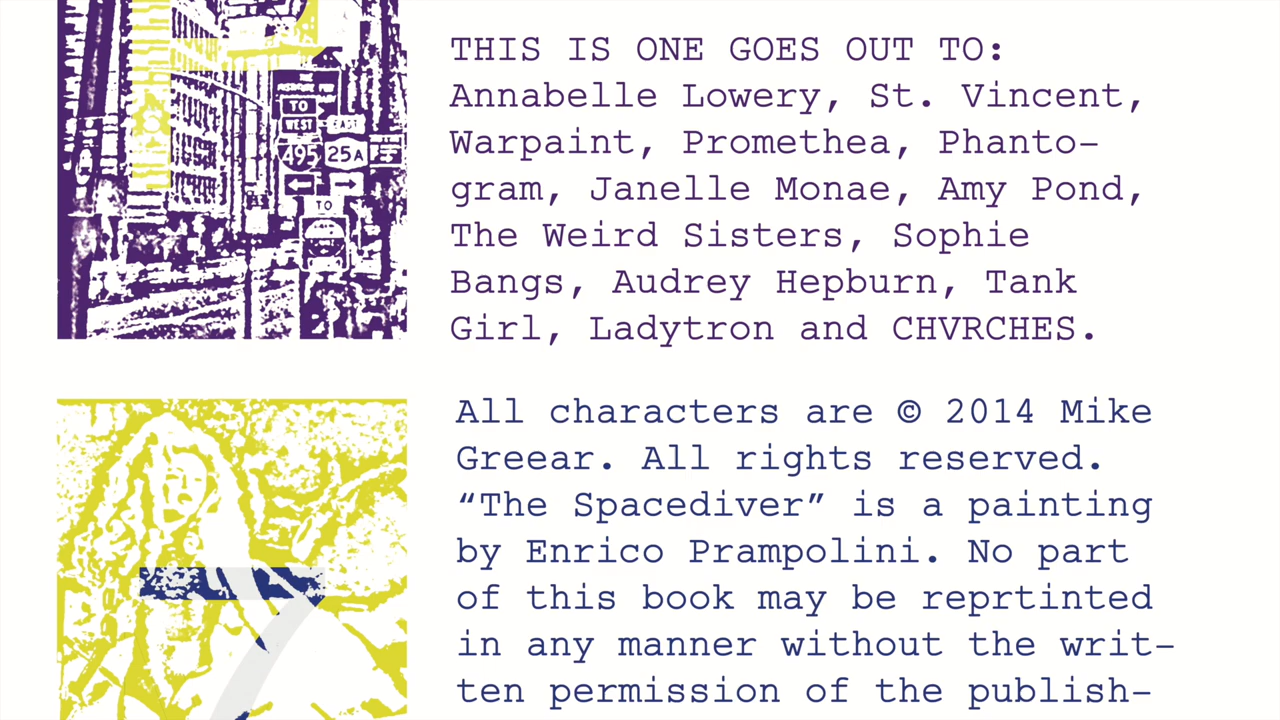 TO
WEST
EAST
495
25A
TO
THIS IS ONE GOES OUT TO:
Annabelle Lowery, St. Vincent,
Warpaint, Promethea, Phanto-
gram, Janelle Monae, Amy Pond,
The Weird Sisters, Sophie
Bangs, Audrey Hepburn, Tank
Girl, Ladytron and CHVRCHES.
7
All characters are © 2014 Mike
Greear. All rights reserved.
“The Spacediver” is a painting
by Enrico Prampolini. No part
of this book may be reprtinted
in any manner without the writ-
ten permission of the publish-